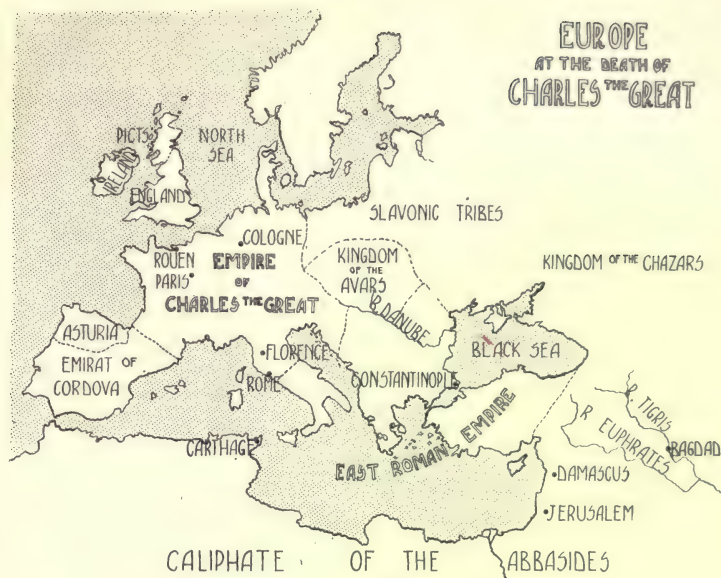 EUROPE
AT THE DEATH OF
CHARLES THE GREAT
PICTS
NORTH
SEA
IRELAND
ENGLAND
SLAVONIC TRIBES
COLOGNE
ROUEN
PARIS
EMPIRE
OF
CHARLES THE GREAT
KINGDOM
OF THE
AVARS
R. DANUBE
KINGDOM OF THE CHAZARS
ASTURIA
EMIRAT OF
CORDOVA
FLORENCE
ROME
CONSTANTINOPLE
BLACK SEA
R. TIGRIS
R EUPHRATES
BAGDAD
CARTHAGE
EAST ROMAN EMPIRE
DAMASCUS
JERUSALEM
CALIPHATE OF THE ABBASIDES